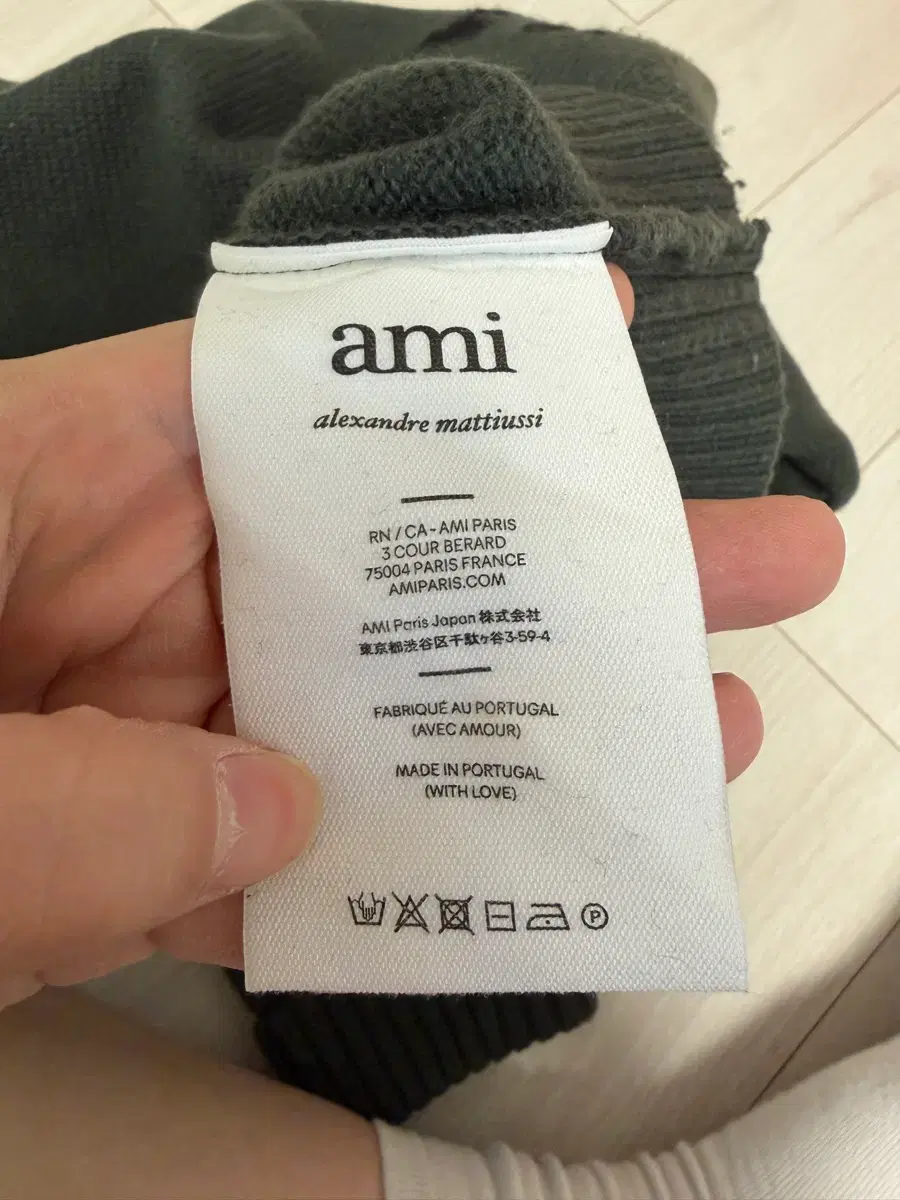 ami
alexandre mattiussi
RN / CA - AMI PARIS
3 COUR BERARD
75004 PARIS FRANCE
AMIPARIS.COM
AMI Paris Japan 株式会社
東京都渋谷区千駄ヶ谷3-59-4
FABRIQUÉ AU PORTUGAL
(AVEC AMOUR)
MADE IN PORTUGAL
(WITH LOVE)
P